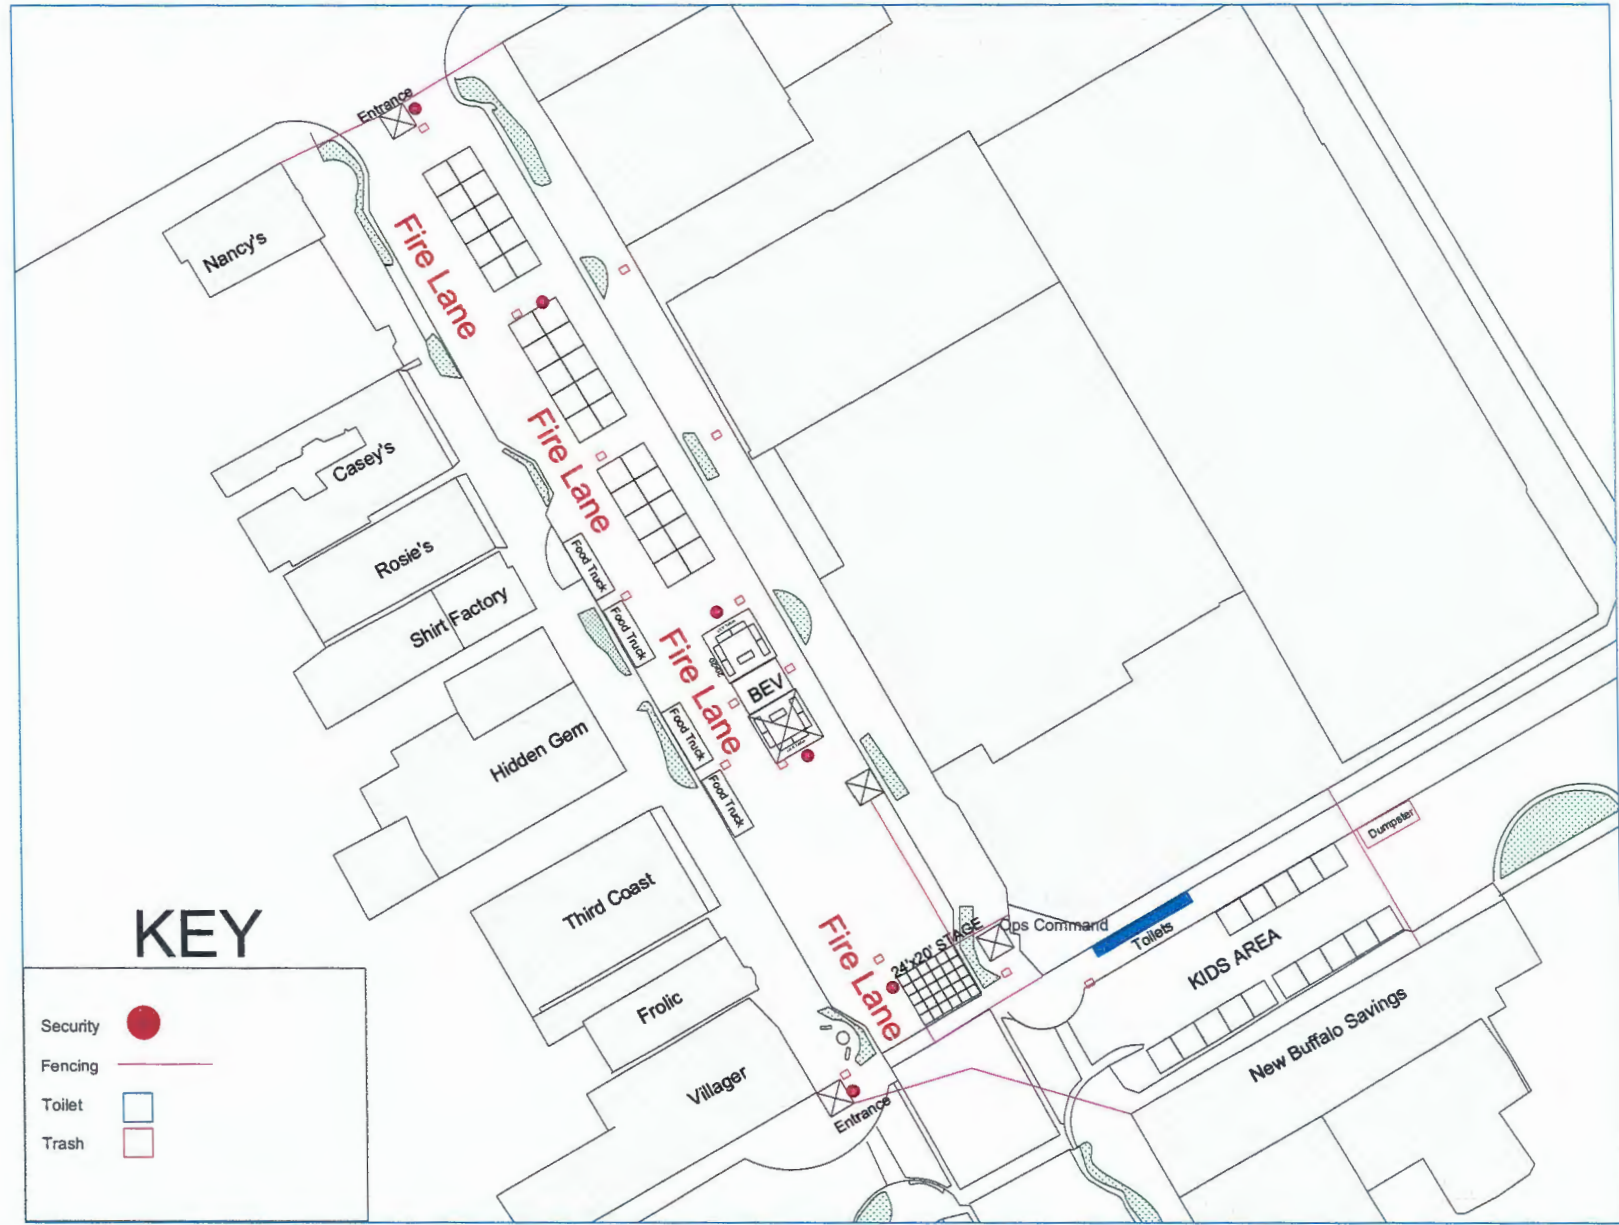 Entrance
Nancy's
Fire Lane
Casey's
Fire Lane
Rosie's
Food Truck
Shirt Factory
Food Truck
Fire Lane
BEV
Hidden Gem
Food Truck
Food Truck
Dumpster
Third Coast
Fire Lane
24'x20' STAGE
Ops Command
Toilets
KIDS AREA
Frolic
New Buffalo Savings
Villager
Entrance
KEY
Security
Fencing
Toilet
Trash